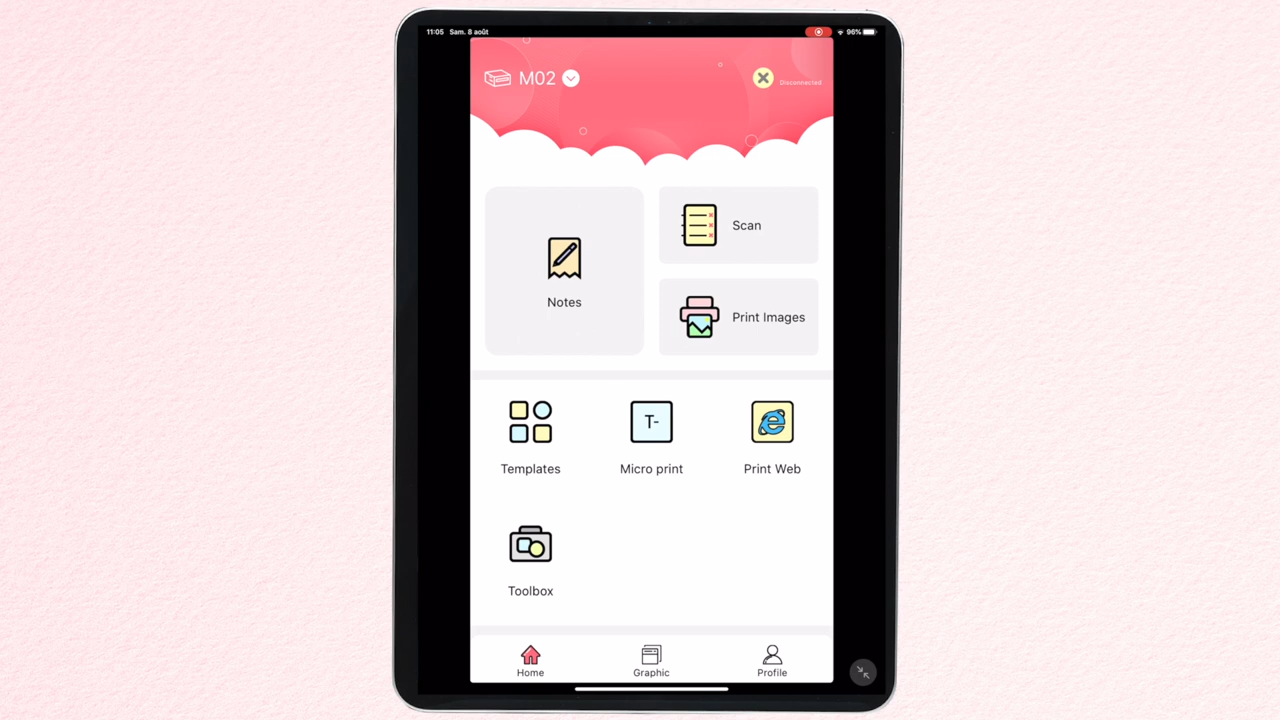 11:05 Sam. 8 août 96%
M02
Disconnected
Notes
Scan
Print Images
Templates
T-
Micro print
Print Web
Toolbox
Home
Graphic
Profile